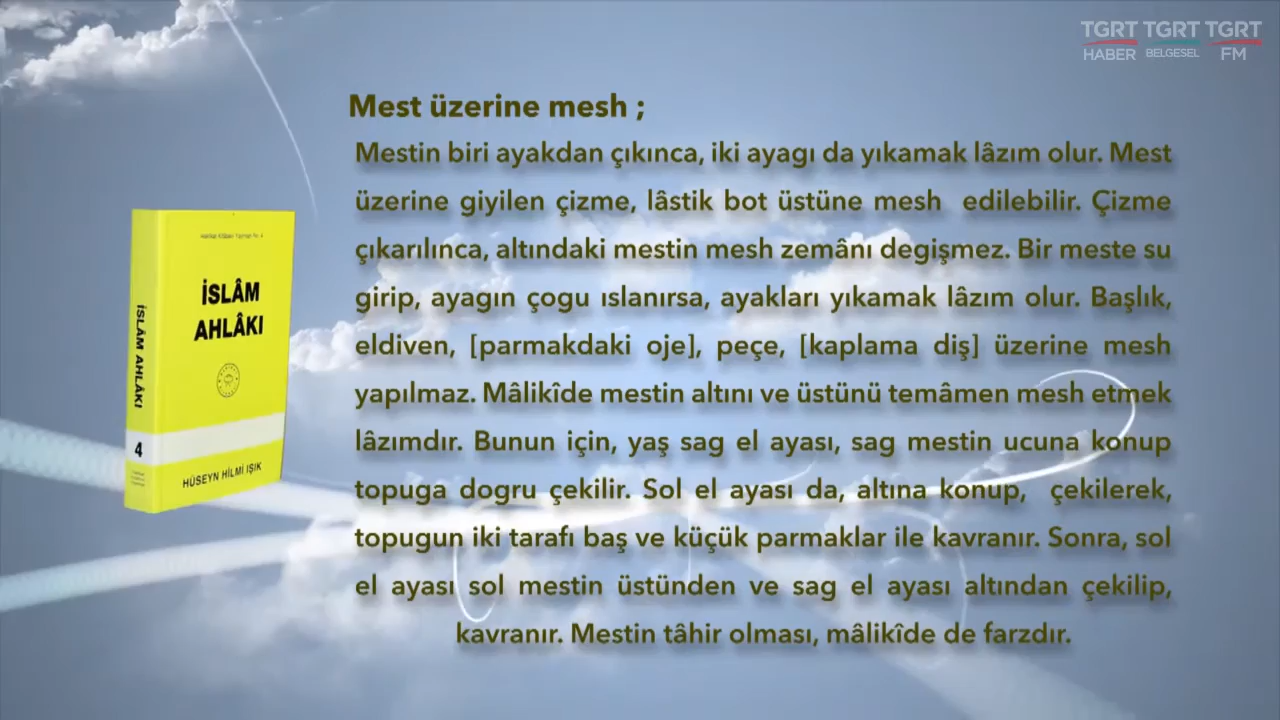 TGRT TGRT TGRT
HABER BELGESEL FM
Mest üzerine mesh ;
Mestin biri ayakdan çıkınca, iki ayagı da yıkamak lâzım olur. Mest
üzerine giyilen çizme, lâstik bot üstüne mesh edilebilir. Çizme
çıkarılınca, altındaki mestin mesh zemânı degişmez. Bir meste su
girip, ayagın çogu ıslanırsa, ayakları yıkamak lâzım olur. Başlık,
eldiven, [parmakdaki oje], peçe, [kaplama diş] üzerine mesh
yapılmaz. Mâlikîde mestin altını ve üstünü temâmen mesh etmek
lâzımdır. Bunun için, yaş sag el ayası, sag mestin ucuna konup
topuga dogru çekilir. Sol el ayası da, altına konup, çekilerek,
topugun iki tarafı baş ve küçük parmaklar ile kavranır. Sonra, sol
el ayası sol mestin üstünden ve sag el ayası altından çekilip,
kavranır. Mestin tâhir olması, mâlikîde de farzdır.
İSLÂM
AHLÂKI
HÜSEYN HİLMİ IŞIK
İSLÂM AHLÂKI
4